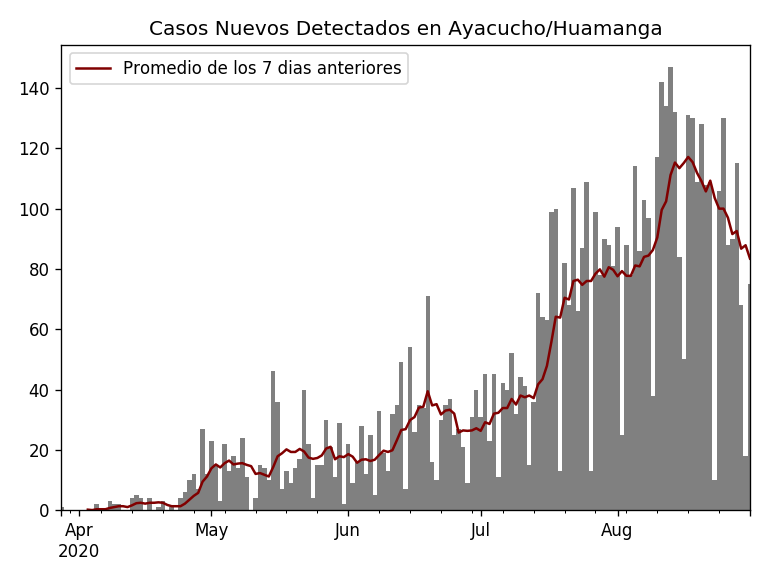 Casos Nuevos Detectados en Ayacucho/Huamanga
Promedio de los 7 dias anteriores
140
120
100
80
60
40
20
0
Apr
2020
May
Jun
Jul
Aug